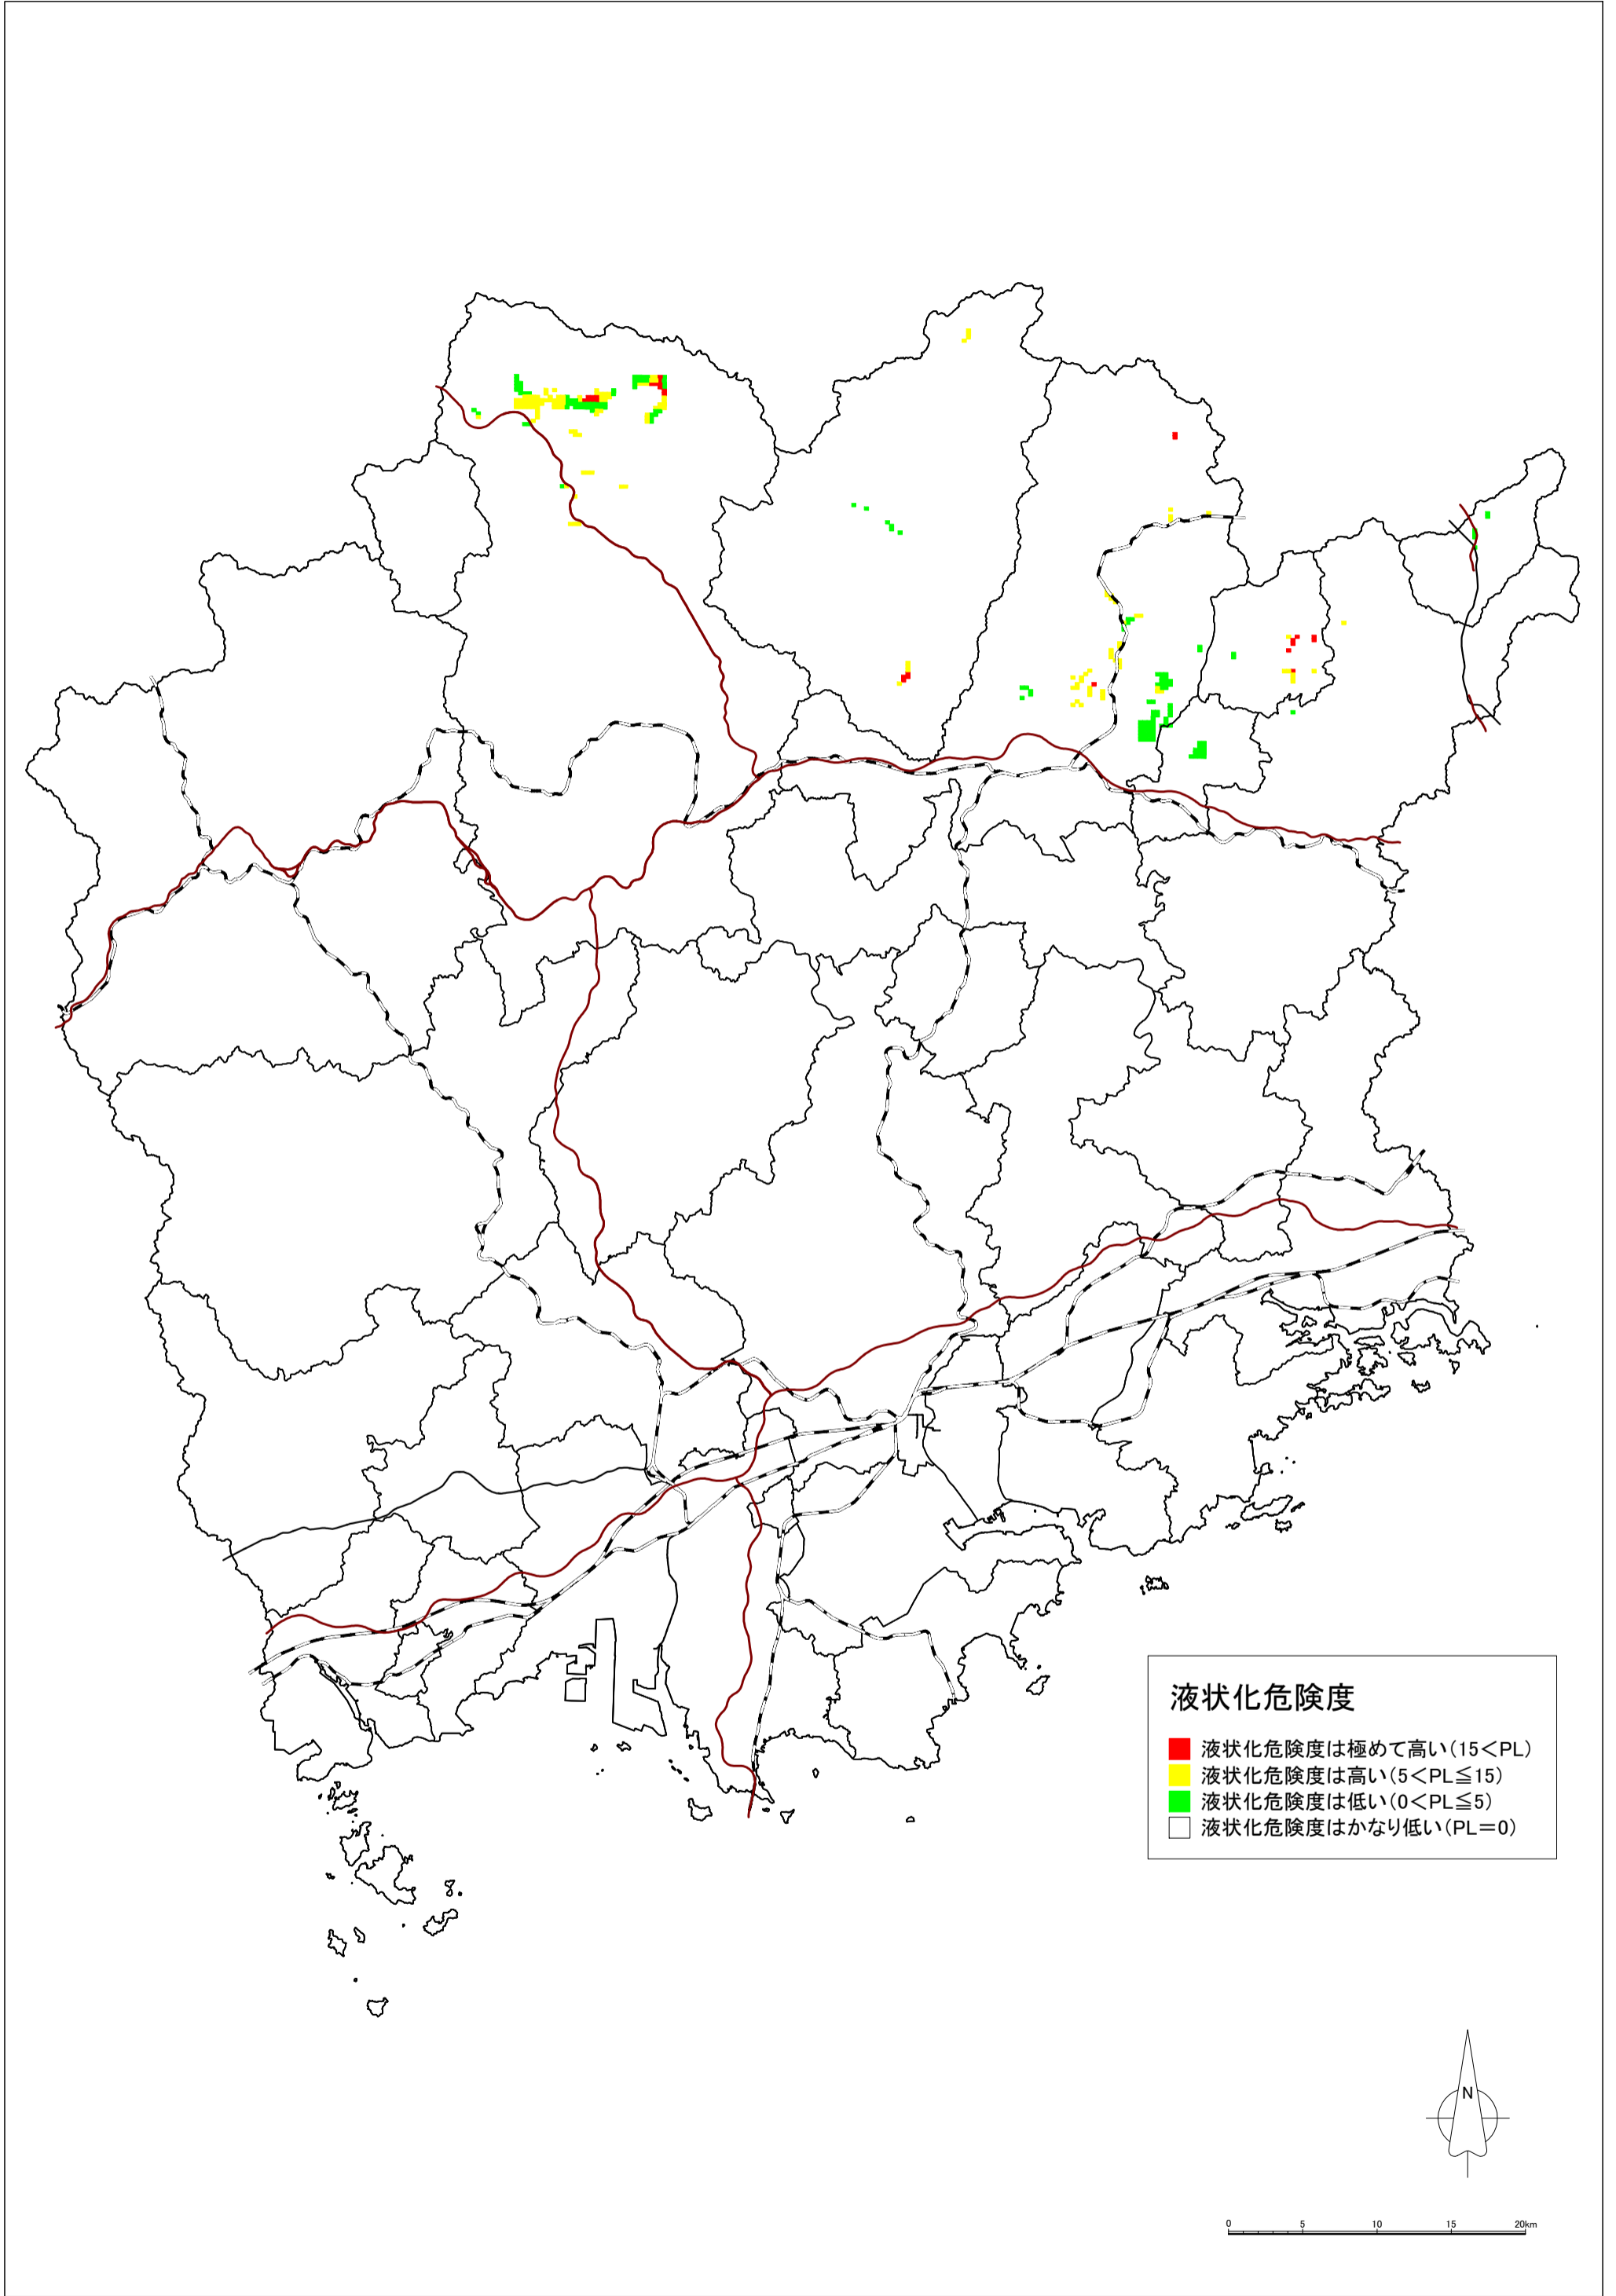 液状化危険度
液状化危険度は極めて高い(15<PL)
液状化危険度は高い(5<PL≦15)
液状化危険度は低い(0<PL≦5)
液状化危険度はかなり低い(PL=0)
N
0 5 10 15 20km